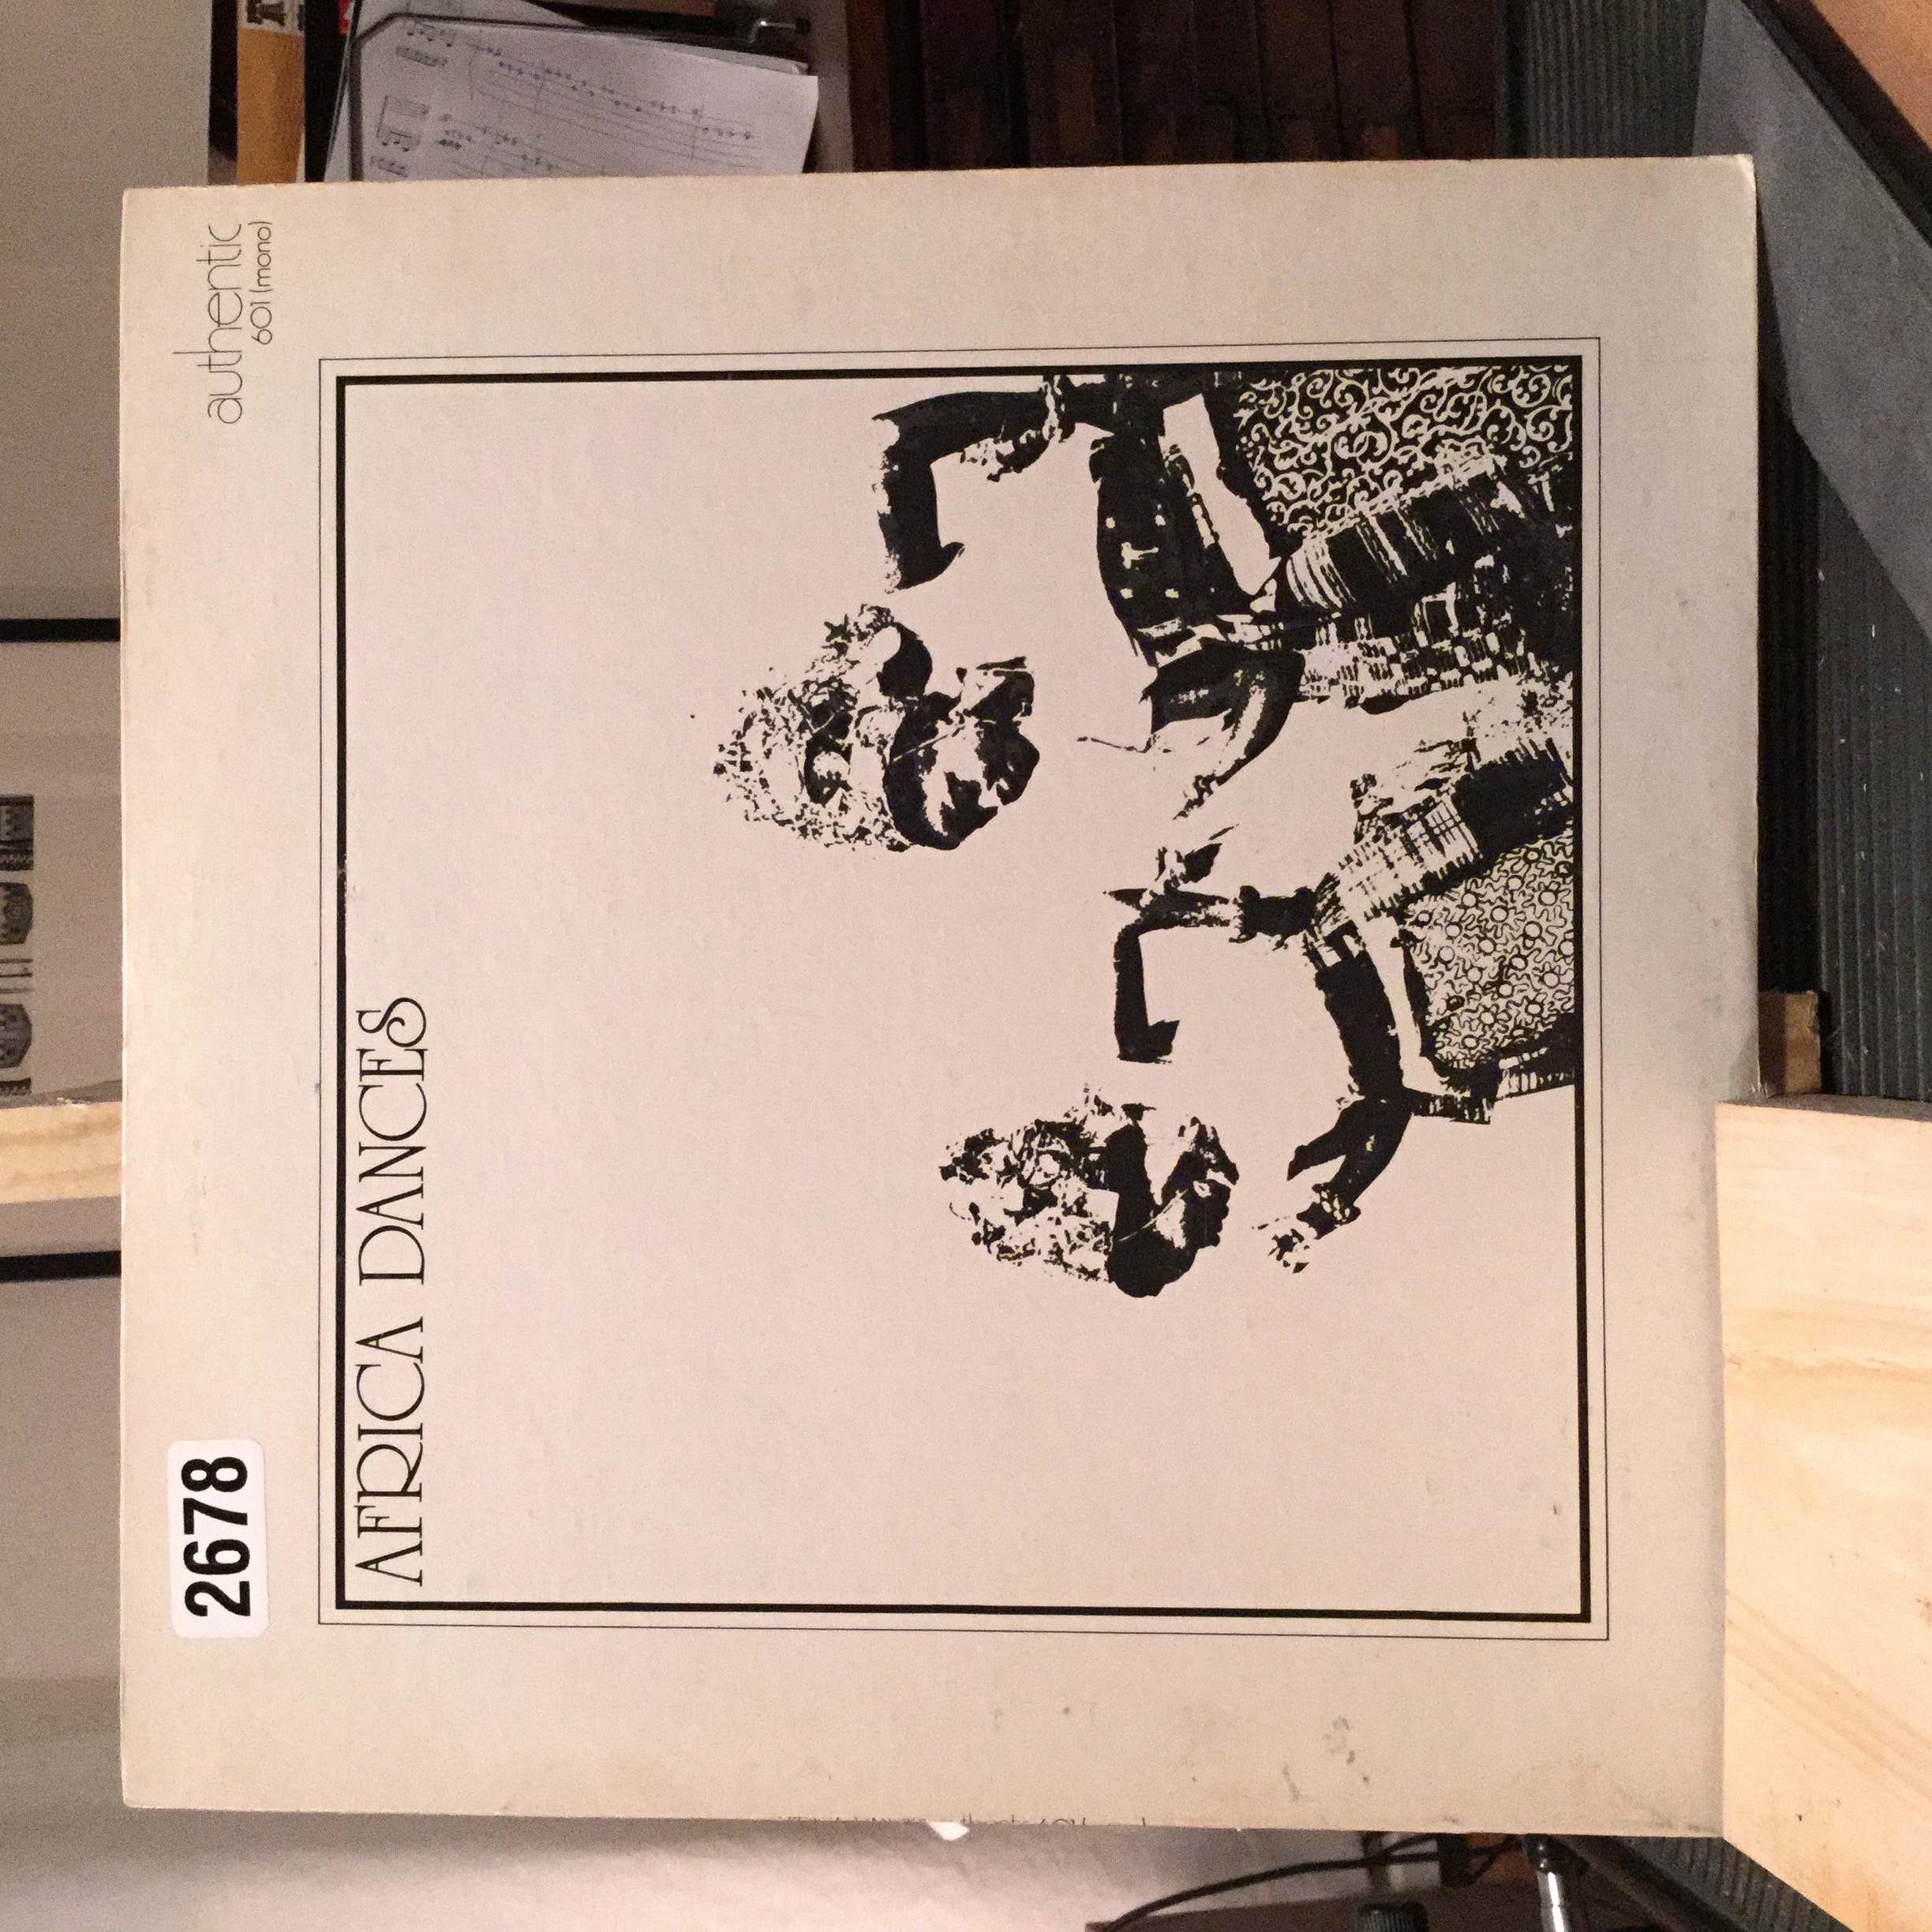 2678
authentic
601 (mono)
AFRICA DANCES